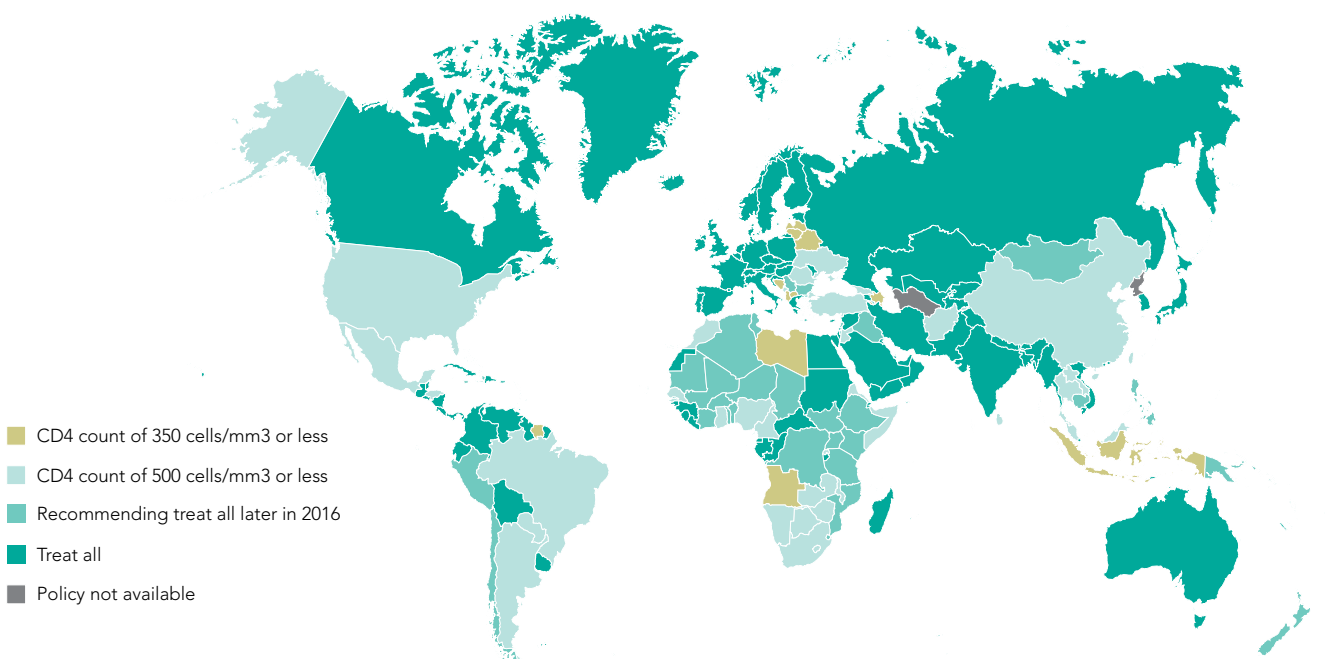 CD4 count of 350 cells/mm3 or less
CD4 count of 500 cells/mm3 or less
Recommending treat all later in 2016
Treat all
Policy not available